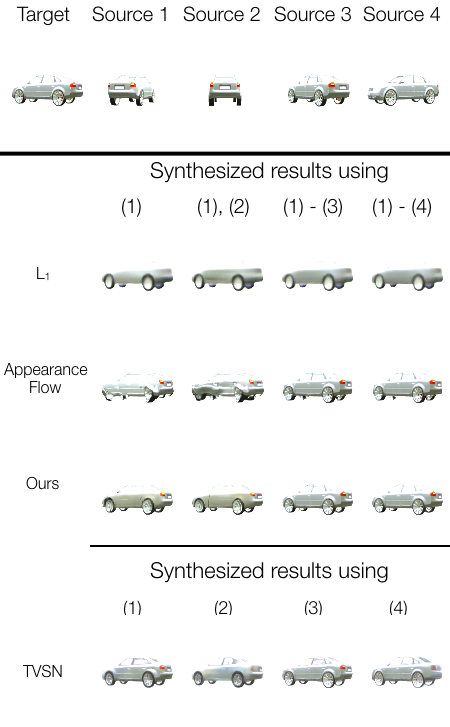 Target Source 1 Source 2 Source 3 Source 4
Synthesized results using
(1) (1), (2) (1) - (3) (1) - (4)
L₁
Appearance
Flow
Ours
Synthesized results using
(1) (2) (3) (4)
TVSN